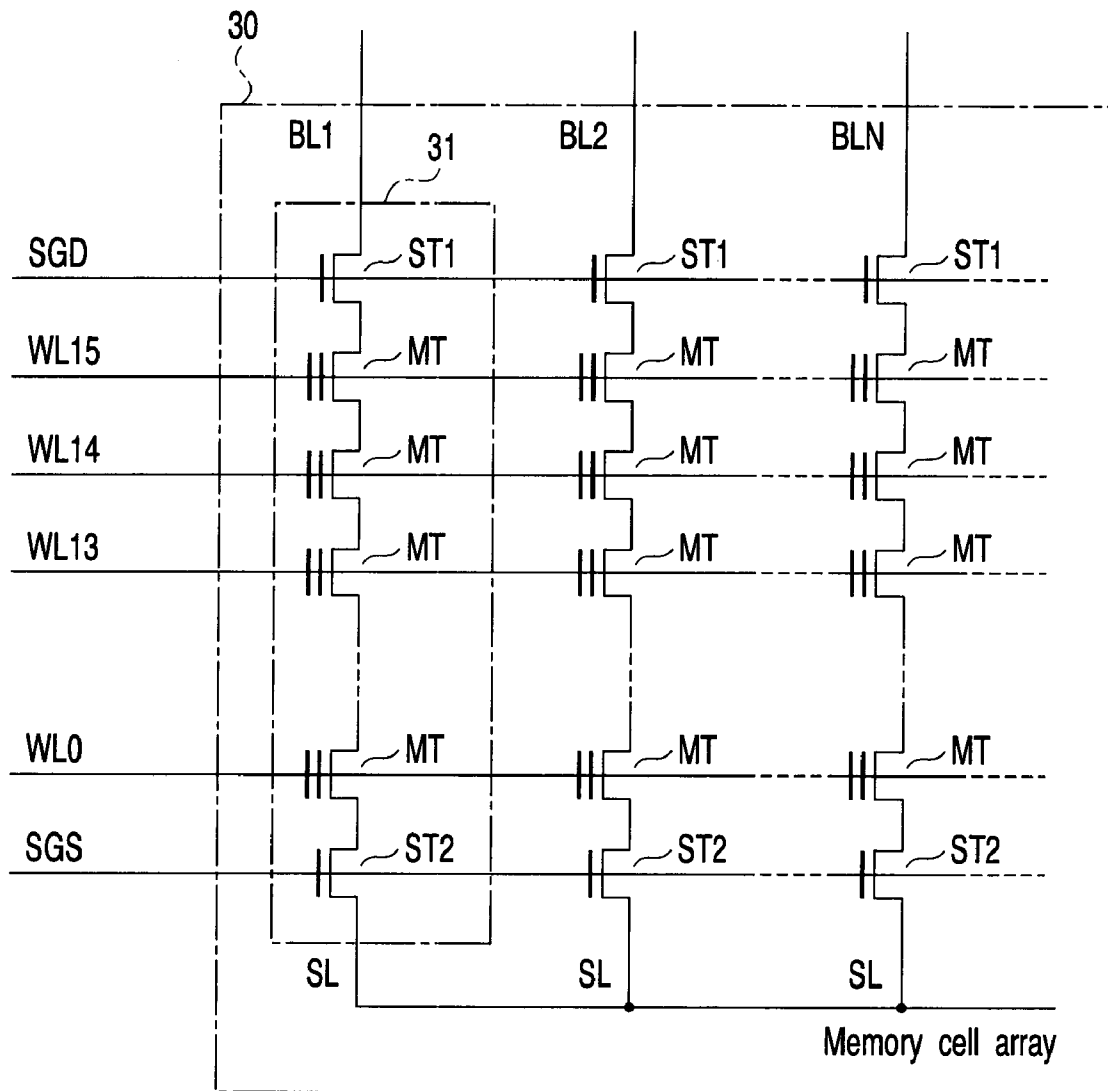 30
BL1 BL2 BLN
31
SGD ST1 ST1 ST1
WL15 MT MT MT
WL14 MT MT MT
WL13 MT MT MT
WL0 MT MT MT
SGS ST2 ST2 ST2
SL SL SL
Memory cell array